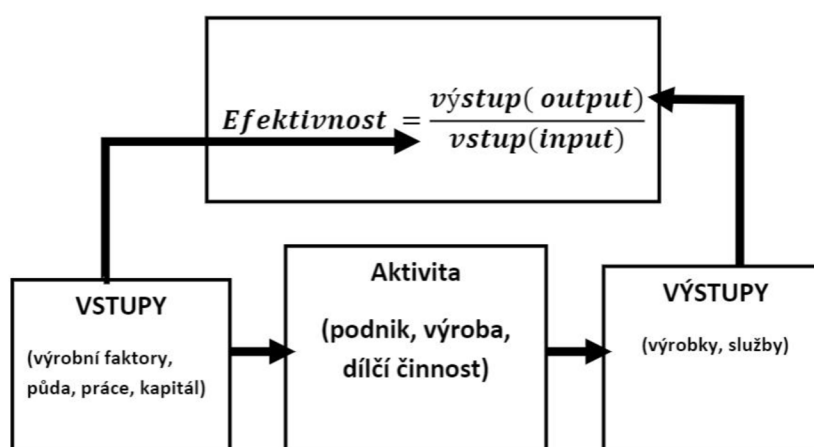 Efektivnost = výstup( output) / vstup(input)
VSTUPY
(výrobní faktory,
půda, práce, kapitál)
Aktivita
(podnik, výroba,
dílčí činnost)
VÝSTUPY
(výrobky, služby)